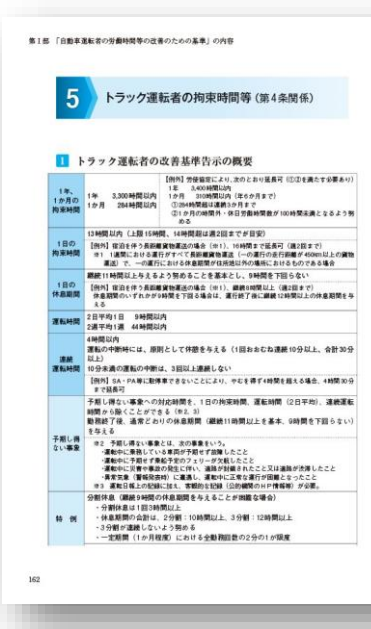 第Ⅰ部 「自動車運転者の労働時間等の改善のための基準」の内容
5 トラック運転者の拘束時間等(第4条関係)
1 トラック運転者の改善基準告示の概要
1年、1か月の拘束時間
1年 3,300時間以内
1か月 284時間以内
【例外】労使協定により、次のとおり延長可(①②を満たす必要あり)
1年 3,400時間以内
1か月 310時間以内(年6か月まで)
①284時間超は連続3か月まで
②1か月の時間外・休日労働時間数が100時間未満となるよう努める
1日の拘束時間
13時間以内(上限15時間、14時間超は週2回までが目安)
【例外】宿泊を伴う長距離貨物運送の場合(※1)、16時間まで延長可(週2回まで)
※1 1週間における運行がすべて長距離貨物運送(一の運行の走行距離が450km以上の貨物運送)で、一の運行における休息期間が住所地以外の場所におけるものである場合
1日の休息期間
継続11時間以上与えるよう努めることを基本とし、9時間を下回らない
【例外】宿泊を伴う長距離貨物運送の場合(※1)、継続8時間以上(週2回まで)
休息期間のいずれかが9時間を下回る場合は、運行終了後に継続12時間以上の休息期間を与える
運転時間
2日平均1日 9時間以内
2週平均1週 44時間以内
連続運転時間
4時間以内
運転の中断時には、原則として休憩を与える(1回おおむね連続10分以上、合計30分以上)
10分未満の運転の中断は、3回以上連続しない
【例外】SA・PA等に駐停車できないことにより、やむを得ず4時間を超える場合、4時間30分まで延長可
予期し得ない事象
予期し得ない事象への対応時間を、1日の拘束時間、運転時間(2日平均)、連続運転時間から除くことができる(※2、3)
勤務終了後、通常どおりの休息期間(継続11時間以上を基本、9時間を下回らない)を与える
※2 予期し得ない事象とは、次の事象をいう。
・運転中に乗務している車両が予期せず故障したこと
・運転中に予期せず乗船予定のフェリーが欠航したこと
・運転中に災害や事故の発生に伴い、道路が封鎖されたこと又は道路が渋滞したこと
・異常気象(警報発表時)に遭遇し、運転中に正常な運行が困難となったこと
※3 運転日報上の記録に加え、客観的な記録(公的機関のHP情報等)が必要。
特例
分割休息(継続9時間の休息期間を与えることが困難な場合)
・分割休息は1回3時間以上
・休息期間の合計は、2分割:10時間以上、3分割:12時間以上
・3分割が連続しないよう努める
・一定期間(1か月程度)における全勤務回数の2分の1が限度
162